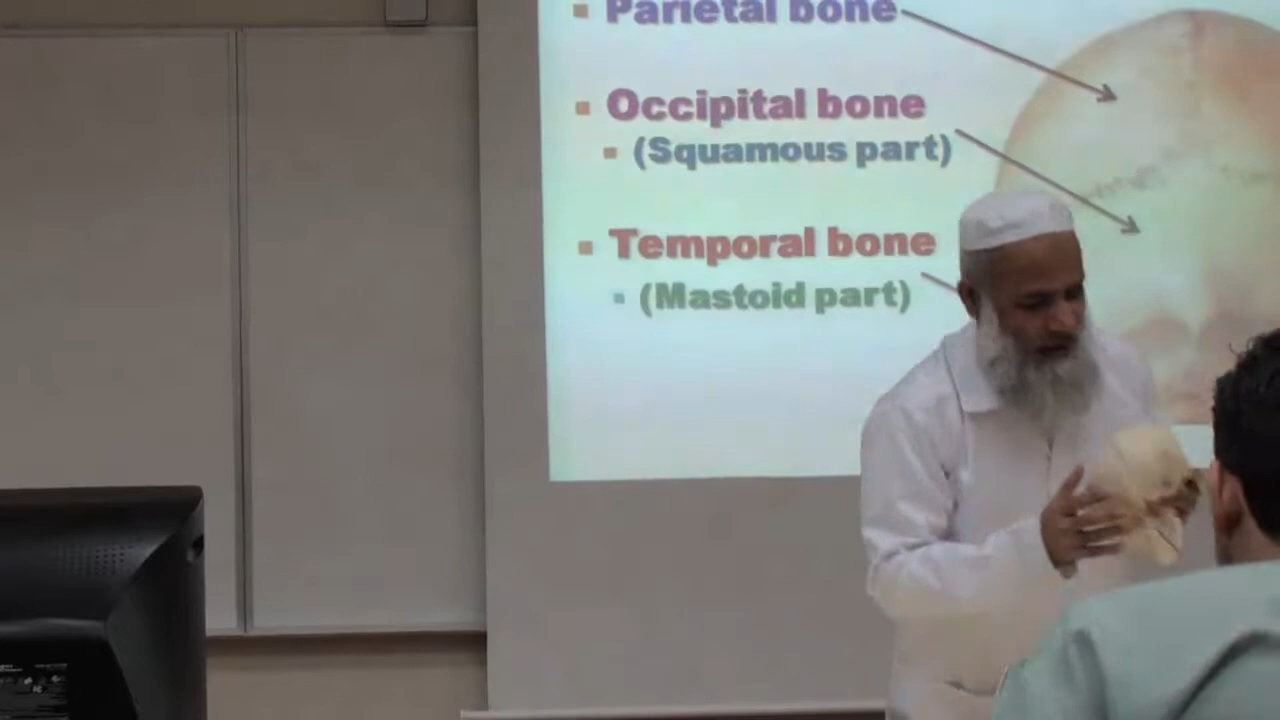 Parietal bone
Occipital bone
(Squamous part)
Temporal bone
(Mastoid part)